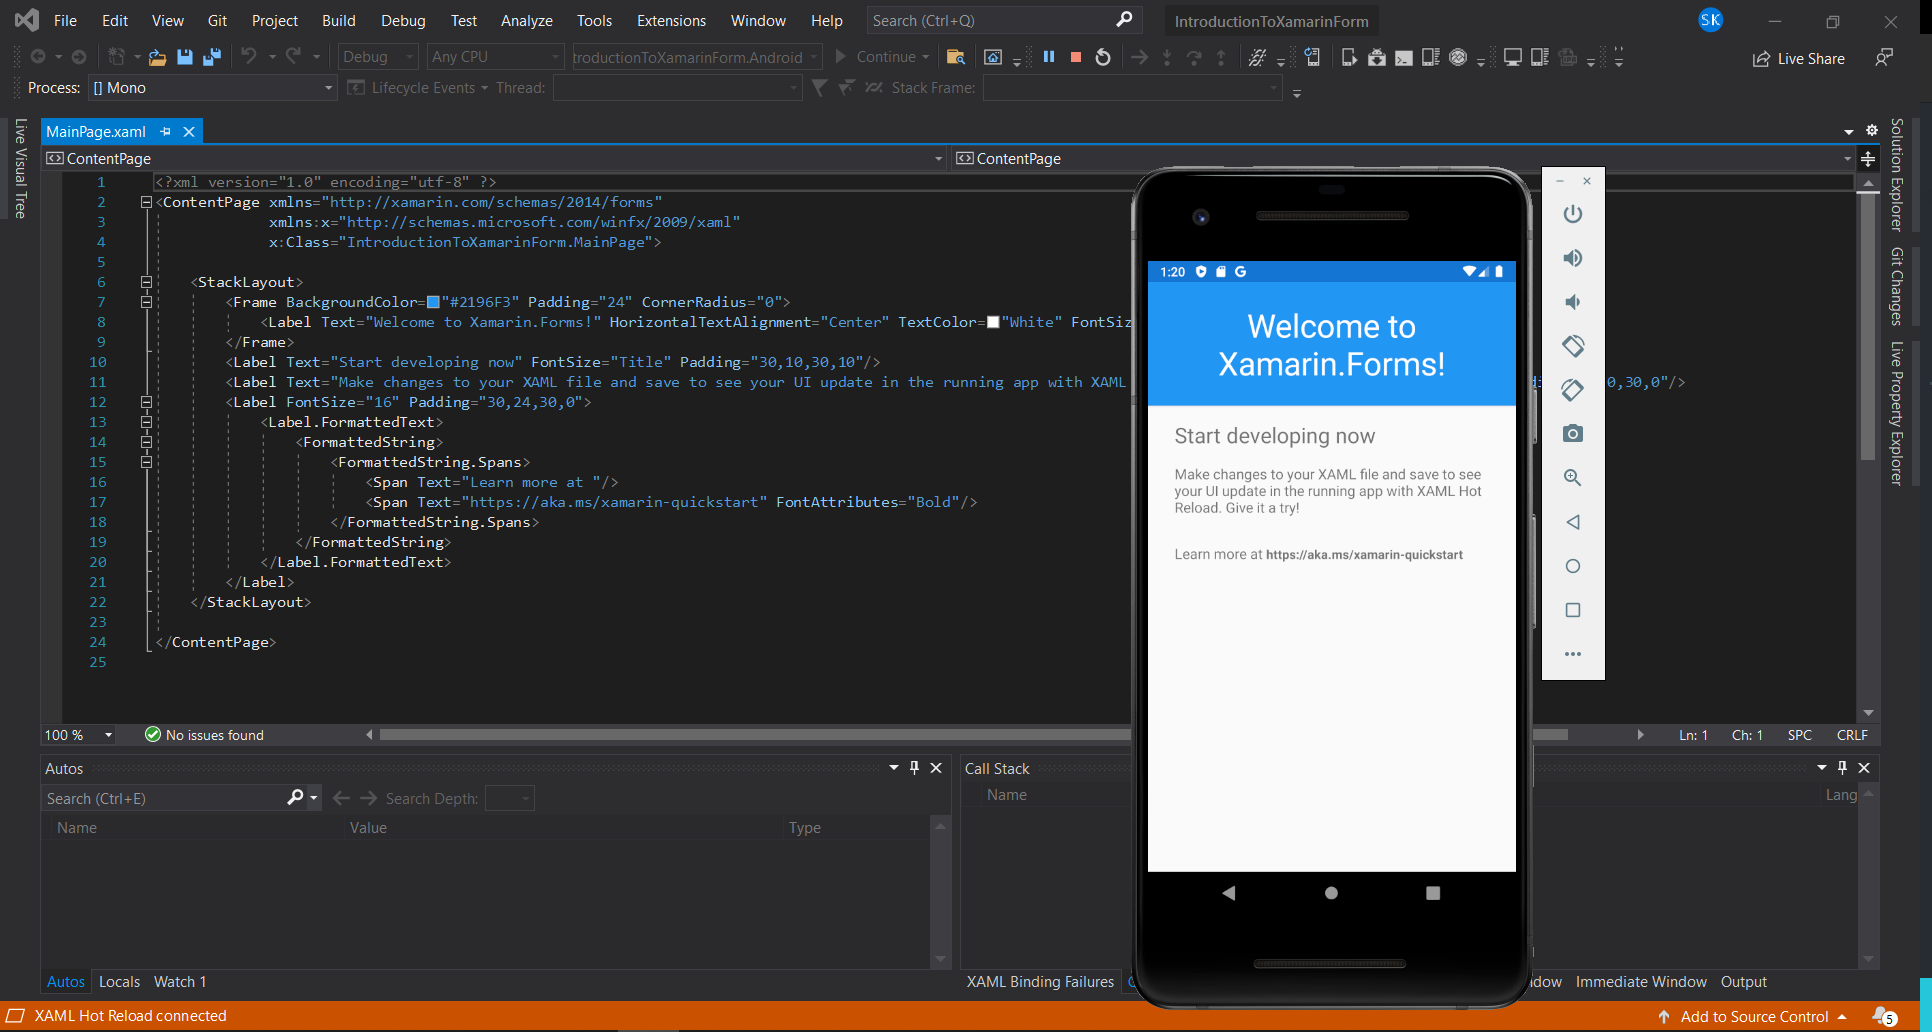 File Edit View Git Project Build Debug Test Analyze Tools Extensions Window Help Search (Ctrl+Q) IntroductionToXamarinForm SK
Debug Any CPU troductionToXamarinForm.Android Continue Live Share
Process: [] Mono Lifecycle Events Thread: Stack Frame:
Live Visual Tree
MainPage.xaml
ContentPage ContentPage
1 <?xml version="1.0" encoding="utf-8" ?>
2 <ContentPage xmlns="http://xamarin.com/schemas/2014/forms"
3 xmlns:x="http://schemas.microsoft.com/winfx/2009/xaml"
4 x:Class="IntroductionToXamarinForm.MainPage">
5
6 <StackLayout>
7 <Frame BackgroundColor="#2196F3" Padding="24" CornerRadius="0">
8 <Label Text="Welcome to Xamarin.Forms!" HorizontalTextAlignment="Center" TextColor="White" FontSiz
9 </Frame>
10 <Label Text="Start developing now" FontSize="Title" Padding="30,10,30,10"/>
11 <Label Text="Make changes to your XAML file and save to see your UI update in the running app with XAML 0,30,0"/>
12 <Label FontSize="16" Padding="30,24,30,0">
13 <Label.FormattedText>
14 <FormattedString>
15 <FormattedString.Spans>
16 <Span Text="Learn more at "/>
17 <Span Text="https://aka.ms/xamarin-quickstart" FontAttributes="Bold"/>
18 </FormattedString.Spans>
19 </FormattedString>
20 </Label.FormattedText>
21 </Label>
22 </StackLayout>
23
24 </ContentPage>
25
1:20 G
Welcome to
Xamarin.Forms!
Start developing now
Make changes to your XAML file and save to see
your UI update in the running app with XAML Hot
Reload. Give it a try!
Learn more at https://aka.ms/xamarin-quickstart
Solution Explorer
Git Changes
Live Property Explorer
100 % No issues found Ln: 1 Ch: 1 SPC CRLF
Autos
Search (Ctrl+E) Search Depth:
Name Value Type
Call Stack
Name Lang
Autos Locals Watch 1
XAML Binding Failures dow Immediate Window Output
XAML Hot Reload connected Add to Source Control 5